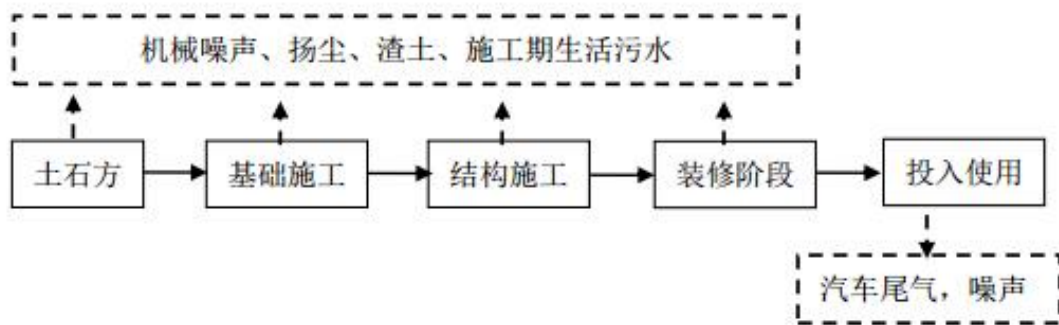 机械噪声、扬尘、渣土、施工期生活污水
土石方
基础施工
结构施工
装修阶段
投入使用
汽车尾气，噪声